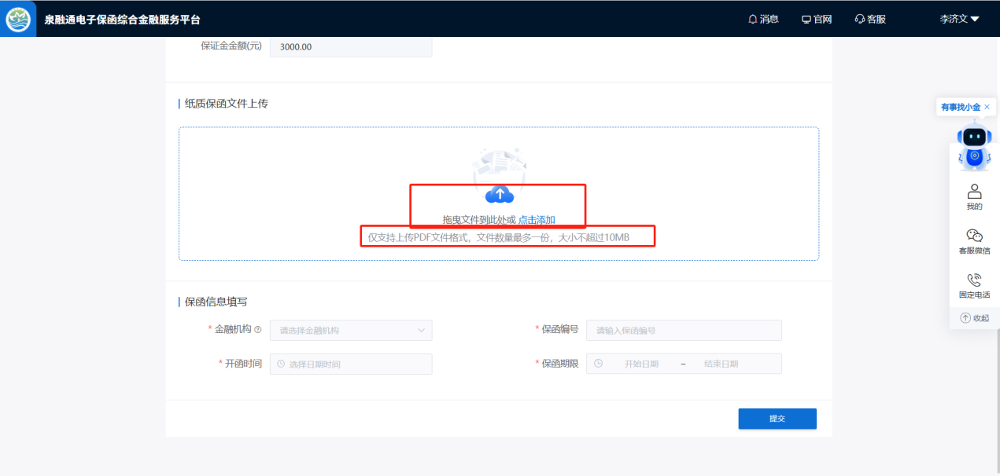 泉融通电子保函综合金融服务平台 消息 官网 客服 李济文
保证金金额(元) 3000.00
纸质保函文件上传
有事找小金 ×
拖曳文件到此处或 点击添加
仅支持上传PDF文件格式，文件数量最多一份，大小不超过10MB
我的
客服微信
固定电话
收起
保函信息填写
* 金融机构 ? 请选择金融机构 * 保函编号 请输入保函编号
* 开函时间 选择日期时间 * 保函期限 开始日期 ~ 结束日期
提交